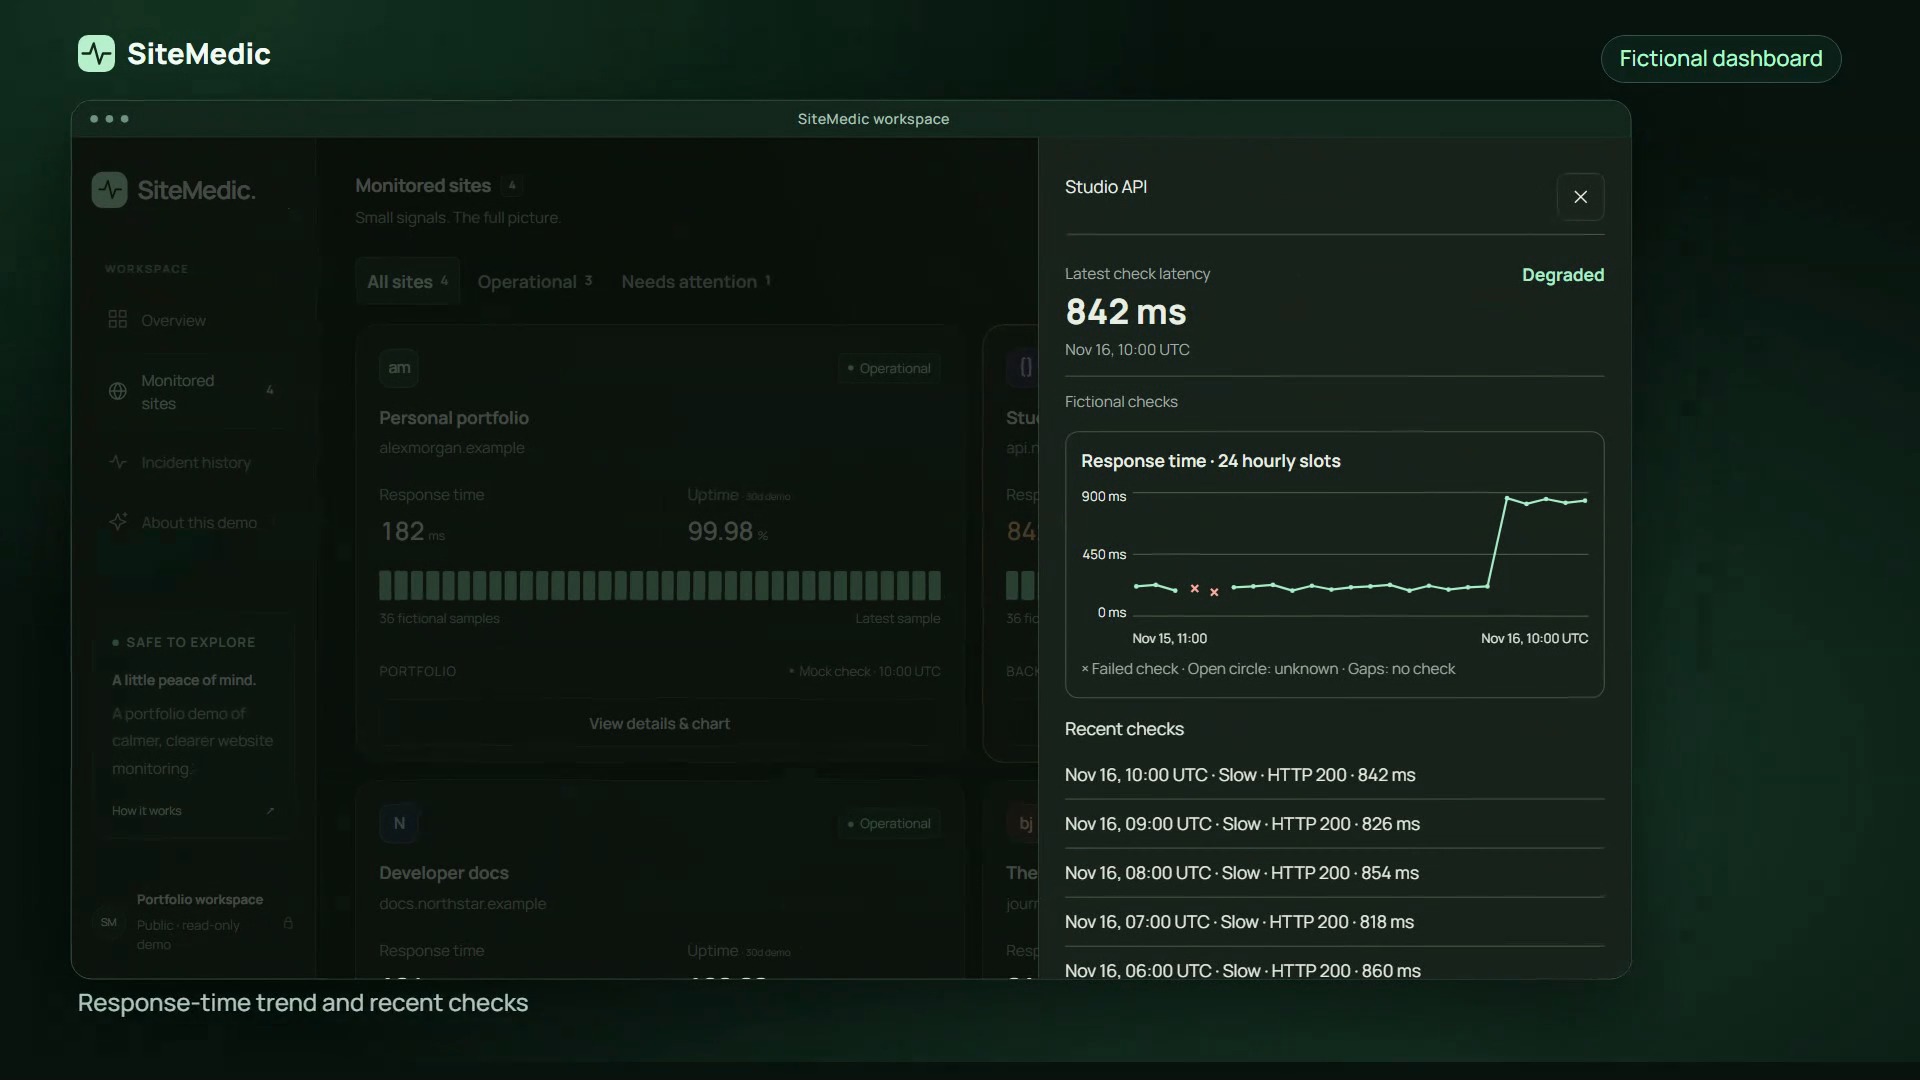 SiteMedic
Fictional dashboard
SiteMedic workspace
SiteMedic.
WORKSPACE
Overview
Monitored
sites
4
Incident history
About this demo
SAFE TO EXPLORE
A little peace of mind.
A portfolio demo of
calmer, clearer website
monitoring.
How it works
SM
Portfolio workspace
Public · read-only
demo
Monitored sites 4
Small signals. The full picture.
All sites 4
Operational 3
Needs attention 1
am
Operational
Personal portfolio
alexmorgan.example
Response time
182 ms
Uptime 30d demo
99.98 %
36 fictional samples
Latest sample
PORTFOLIO
Mock check · 10:00 UTC
View details & chart
{}
84
N
Operational
Developer docs
docs.northstar.example
Response time
Uptime 30d demo
bj
The
Studio API
Latest check latency
Degraded
842 ms
Nov 16, 10:00 UTC
Fictional checks
Response time · 24 hourly slots
900 ms
450 ms
0 ms
Nov 15, 11:00
Nov 16, 10:00 UTC
× Failed check · Open circle: unknown · Gaps: no check
Recent checks
Nov 16, 10:00 UTC · Slow · HTTP 200 · 842 ms
Nov 16, 09:00 UTC · Slow · HTTP 200 · 826 ms
Nov 16, 08:00 UTC · Slow · HTTP 200 · 854 ms
Nov 16, 07:00 UTC · Slow · HTTP 200 · 818 ms
Nov 16, 06:00 UTC · Slow · HTTP 200 · 860 ms
Response-time trend and recent checks